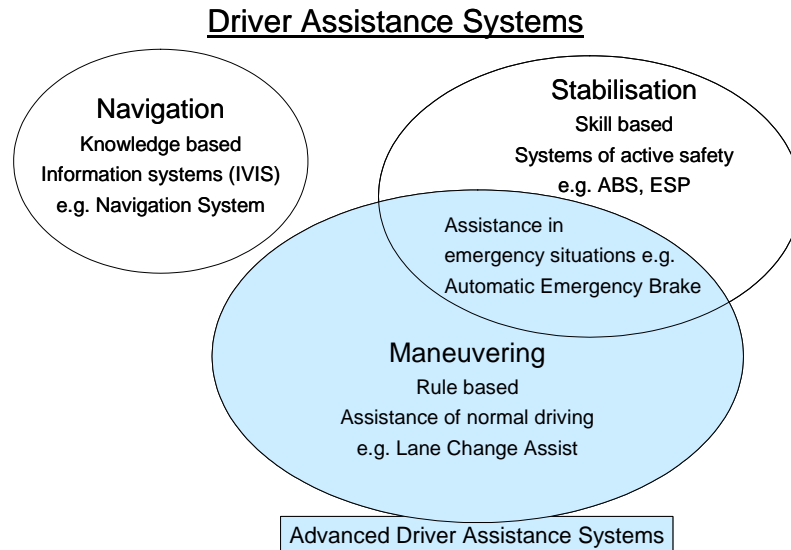 Driver Assistance Systems
Navigation
Knowledge based
Information systems (IVIS)
e.g. Navigation System
Stabilisation
Skill based
Systems of active safety
e.g. ABS, ESP
Assistance in
emergency situations e.g.
Automatic Emergency Brake
Maneuvering
Rule based
Assistance of normal driving
e.g. Lane Change Assist
Advanced Driver Assistance Systems